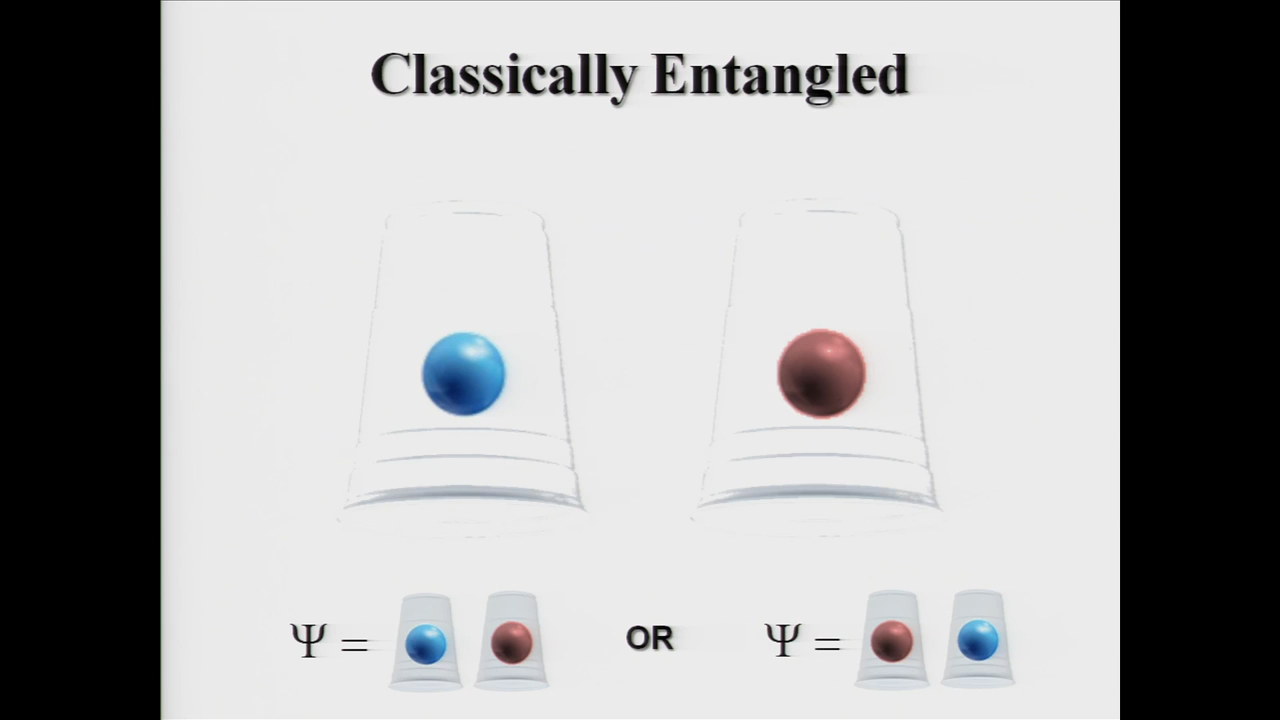 Classically Entangled
Ψ = OR Ψ =